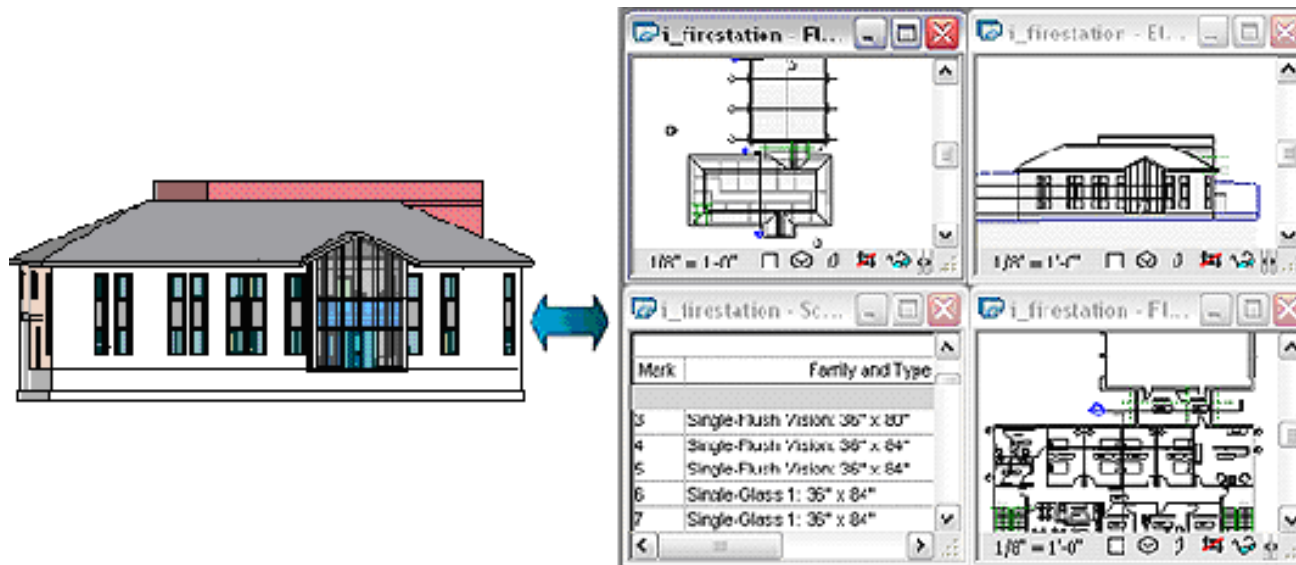 i_firestation - Fl...
i_firestation - El...
1/8" = 1'-0"
1/8" = 1'-0"
i_firestation - Sc...
i_firestation - Fl...
Mark Family and Type
3 Single-Flush Vision: 36" x 80"
4 Single-Flush Vision: 36" x 84"
5 Single-Flush Vision: 36" x 84"
6 Single-Glass 1: 36" x 84"
7 Single-Glass 1: 36" x 84"
1/8" = 1'-0"